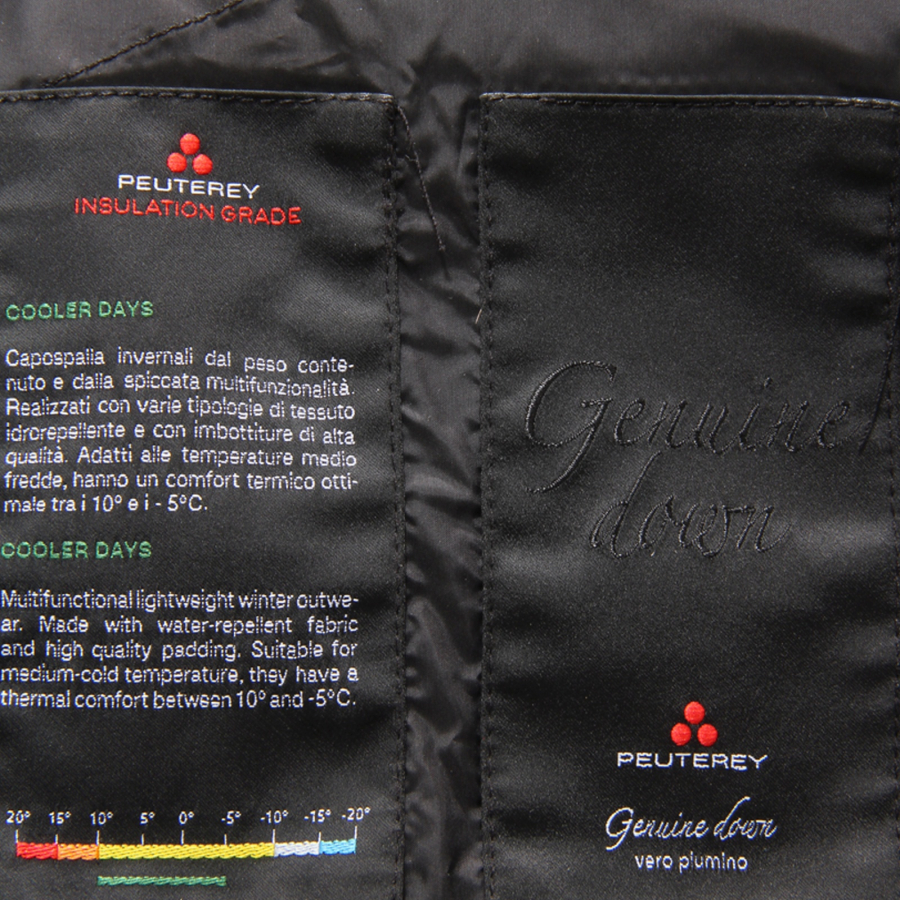 PEUTEREY
INSULATION GRADE
COOLER DAYS
Capospalla invernali dal peso conte-
nuto e dalla spiccata multifunzionalità.
Realizzati con varie tipologie di tessuto
idrorepellente e con imbottiture di alta
qualità. Adatti alle temperature medio
fredde, hanno un comfort termico otti-
male tra i 10° e i - 5°C.
COOLER DAYS
Multifunctional lightweight winter outwe-
ar. Made with water-repellent fabric
and high quality padding. Suitable for
medium-cold temperature, they have a
thermal comfort between 10° and -5°C.
20° 15° 10° 5° 0° -5° -10° -15° -20°
Genuine
down
PEUTEREY
Genuine down
vero piumino